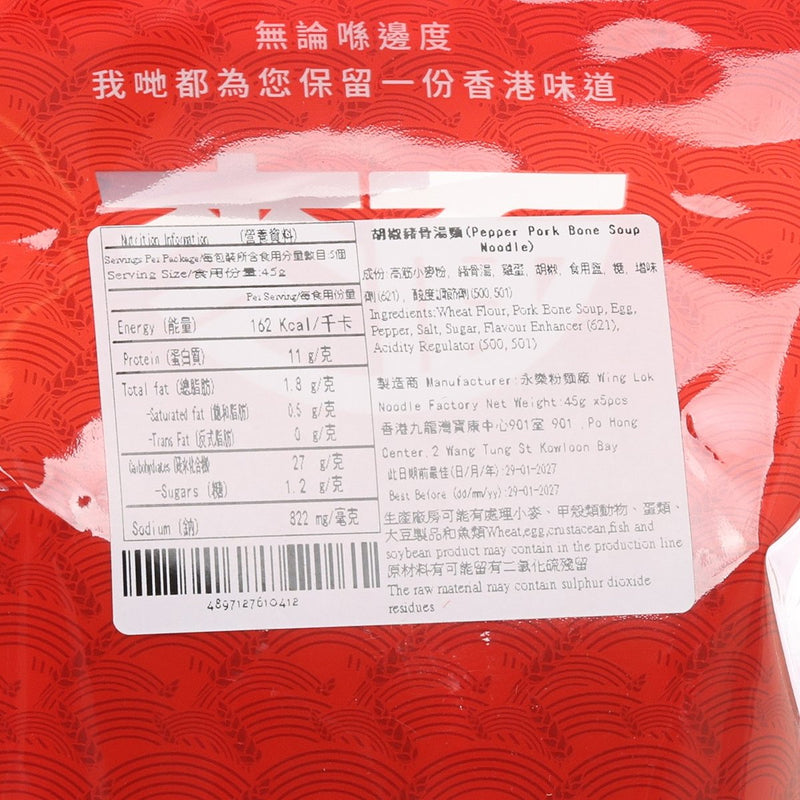 無論喺邊度
我哋都為您保留一份香港味道
Nutrition Information (營養資料)
Servings Per Package/每包裝所含食用分量數目:5個
Serving Size/食用份量:45g
Per Serving/每食用份量
Energy (能量) 162 Kcal/千卡
Protein (蛋白質) 11 g/克
Total fat (總脂肪) 1.8 g/克
-Saturated fat (飽和脂肪) 0.5 g/克
-Trans Fat (反式脂肪) 0 g/克
Carbohydrates (碳水化合物) 27 g/克
-Sugars (糖) 1.2 g/克
Sodium (鈉) 822 mg/毫克
4897127610412
胡椒豬骨湯麵(Pepper Pork Bone Soup
Noodle)
成份:高筋小麥粉, 豬骨湯, 雞蛋, 胡椒, 食用鹽, 糖, 增味
劑(621), 酸度調節劑(500,501)
Ingredients:Wheat Flour, Pork Bone Soup, Egg,
Pepper, Salt, Sugar, Flavour Enhancer (621),
Acidity Regulator (500, 501)
製造商 Manufacturer:永樂粉麵廠 Wing Lok
Noodle Factory Net Weight:45g x5pcs
香港九龍灣寶康中心901室 901 ,Po Hong
Center,2 Wang Tung St Kowloon Bay
此日期前最佳(日/月/年):29-01-2027
Best Before (dd/mm/yy):29-01-2027
生產廠房可能有處理小麥、甲殼類動物、蛋類、
大豆製品和魚類Wheat,egg,crustacean,fish and
soybean product may contain in the production line
原材料有可能留有二氧化硫殘留
The raw material may contain sulphur dioxide
residues